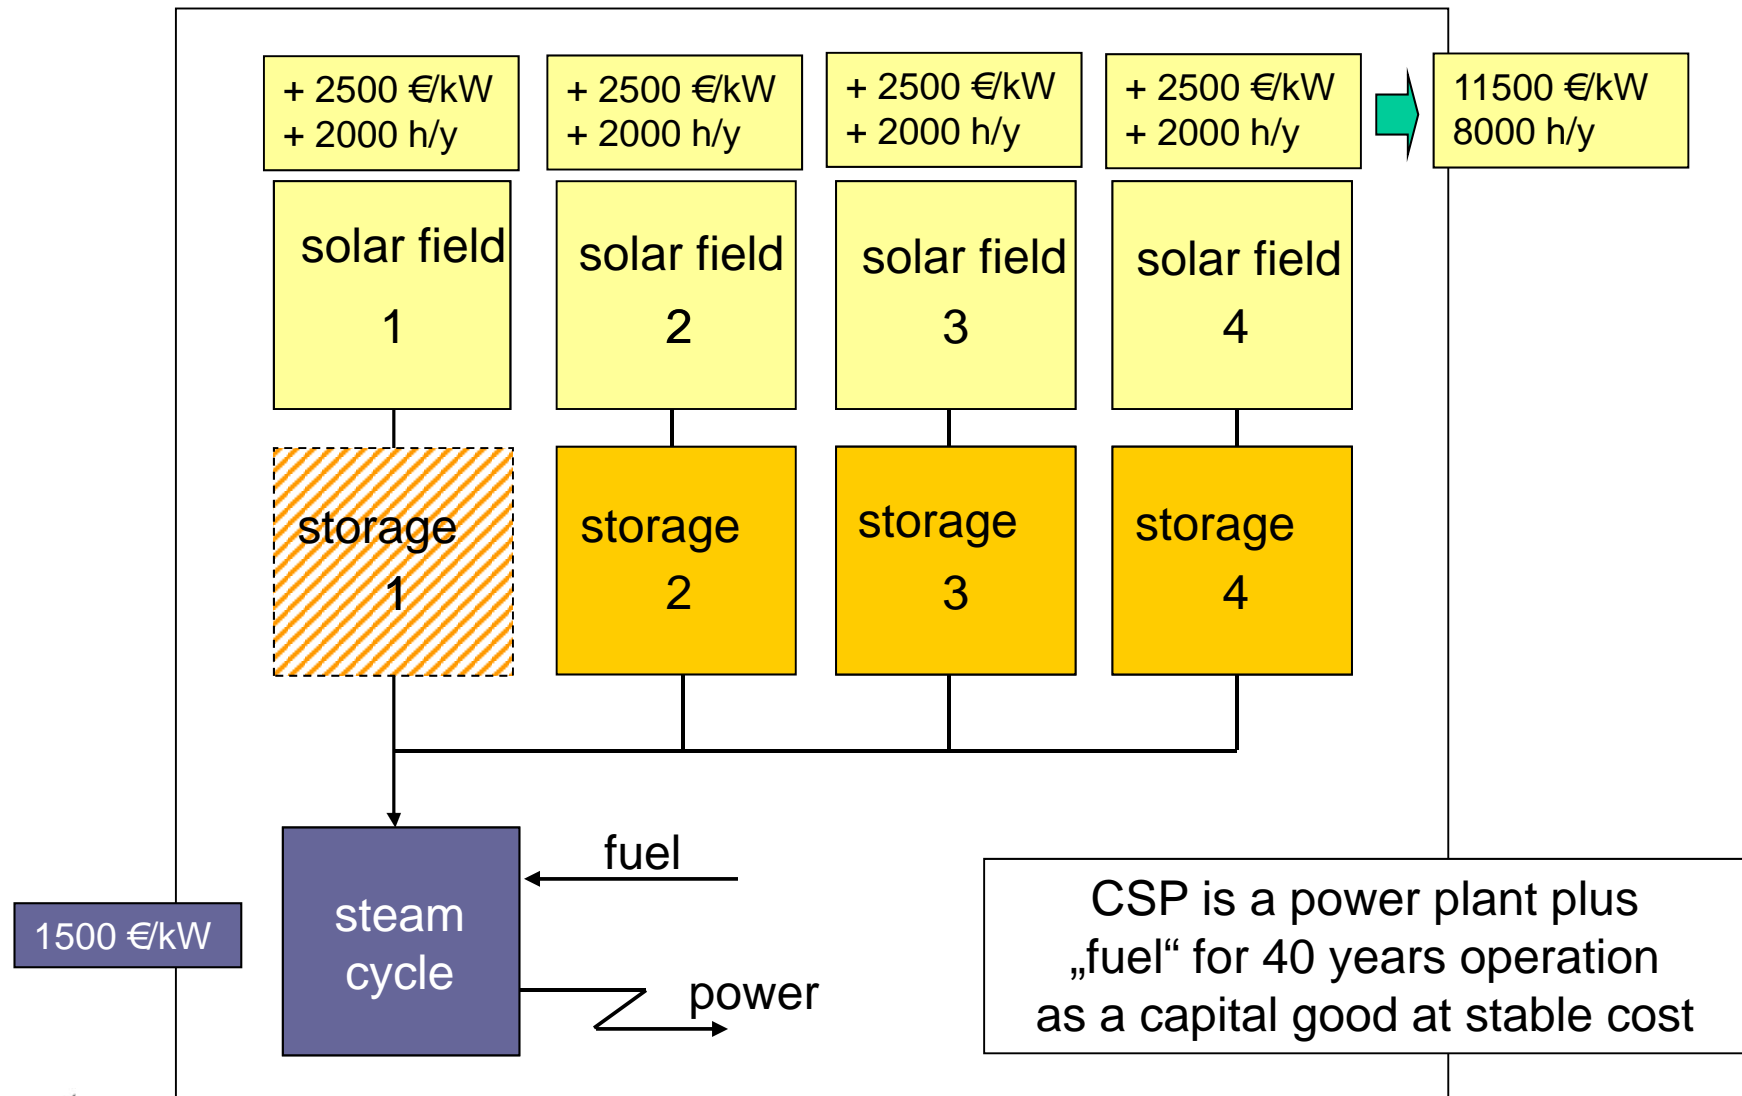 + 2500 €/kW
+ 2000 h/y
+ 2500 €/kW
+ 2000 h/y
+ 2500 €/kW
+ 2000 h/y
+ 2500 €/kW
+ 2000 h/y
11500 €/kW
8000 h/y
solar field
1
solar field
2
solar field
3
solar field
4
storage
1
storage
2
storage
3
storage
4
1500 €/kW
steam
cycle
fuel
power
CSP is a power plant plus
„fuel“ for 40 years operation
as a capital good at stable cost